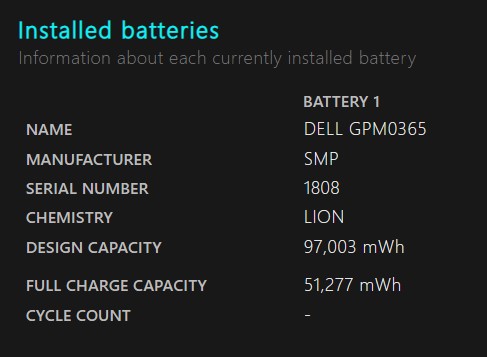 Installed batteries
Information about each currently installed battery
BATTERY 1
NAME DELL GPM0365
MANUFACTURER SMP
SERIAL NUMBER 1808
CHEMISTRY LION
DESIGN CAPACITY 97,003 mWh
FULL CHARGE CAPACITY 51,277 mWh
CYCLE COUNT -